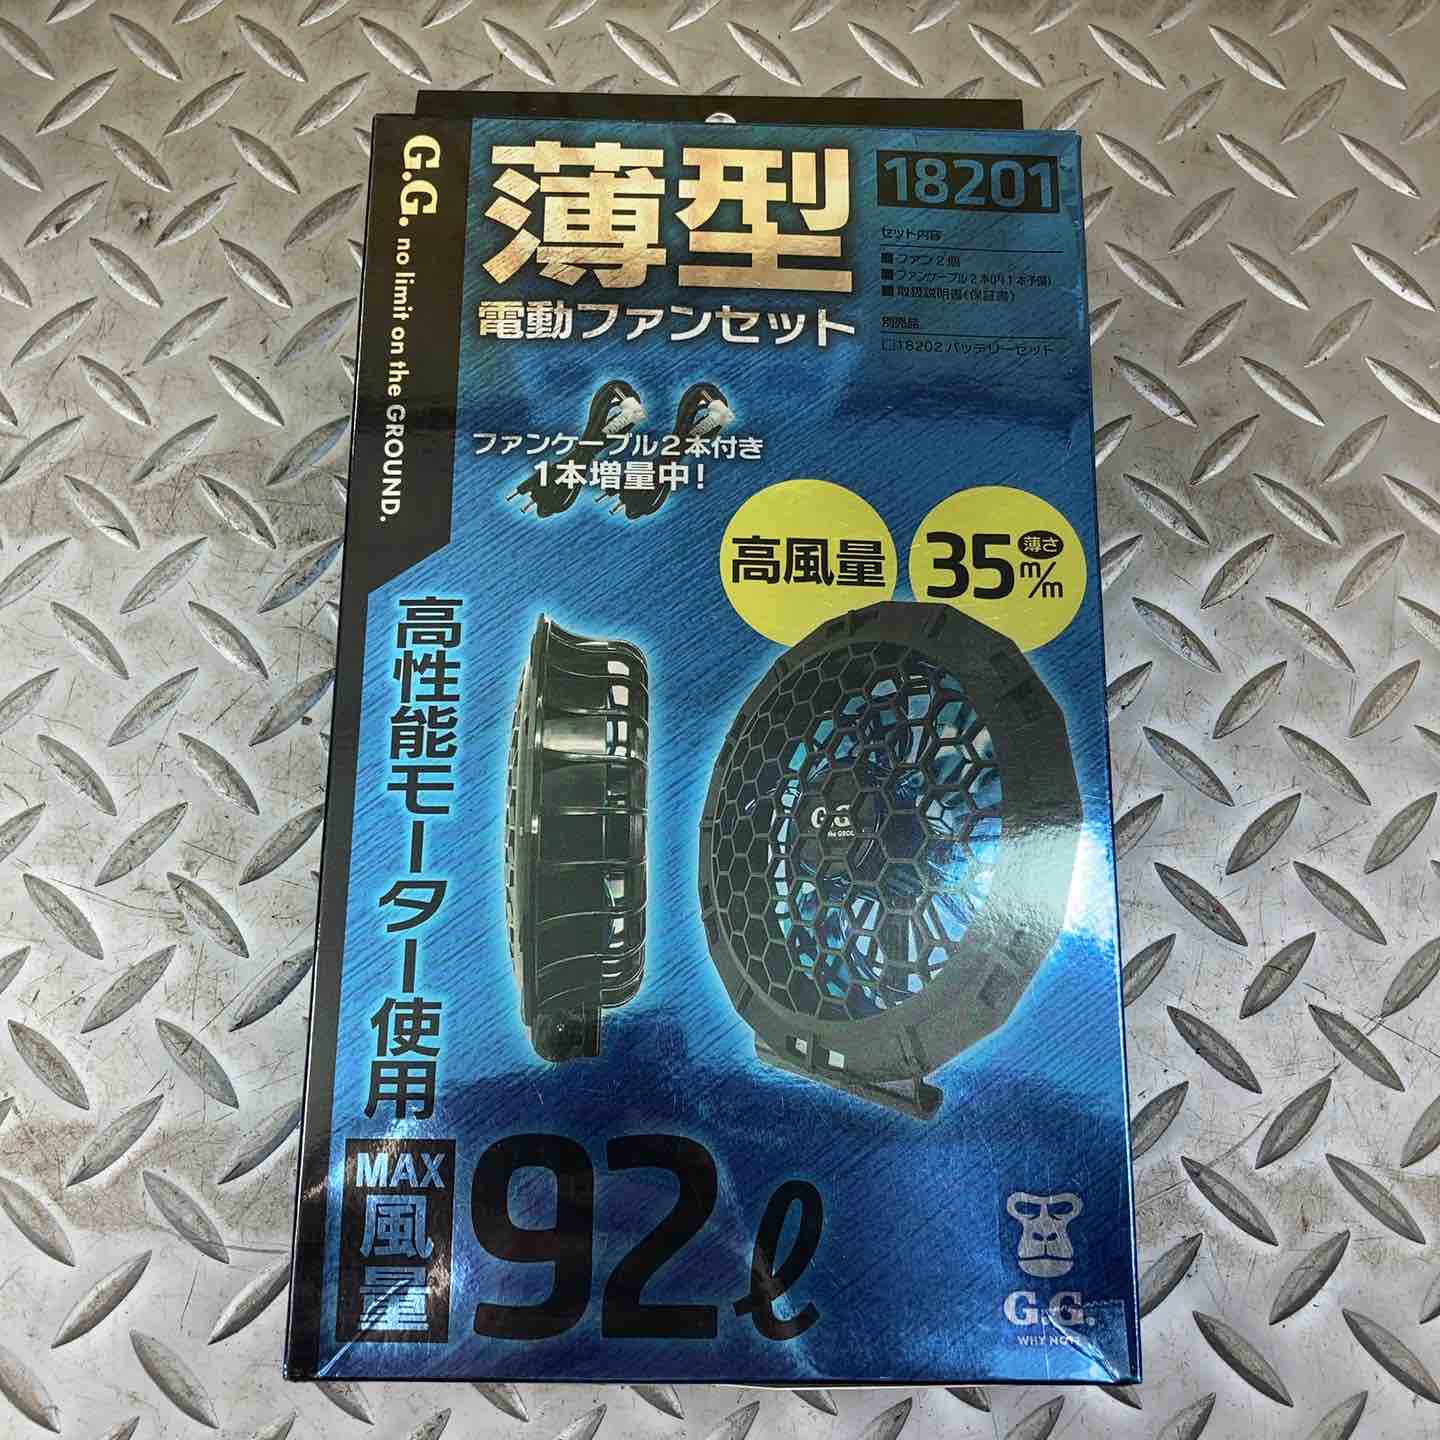 G.G. no limit on the GROUND.
薄型
電動ファンセット
18201
セット内容
■ファン2個
■ファンケーブル2本(内1本予備)
■取扱説明書(保証書)
別売品
□18202 バッテリーセット
ファンケーブル2本付き
1本増量中!
高風量
35m/m
薄さ
高性能モーター使用
G.G.
MAX
風量
92ℓ
G.G.
WHY NOT?